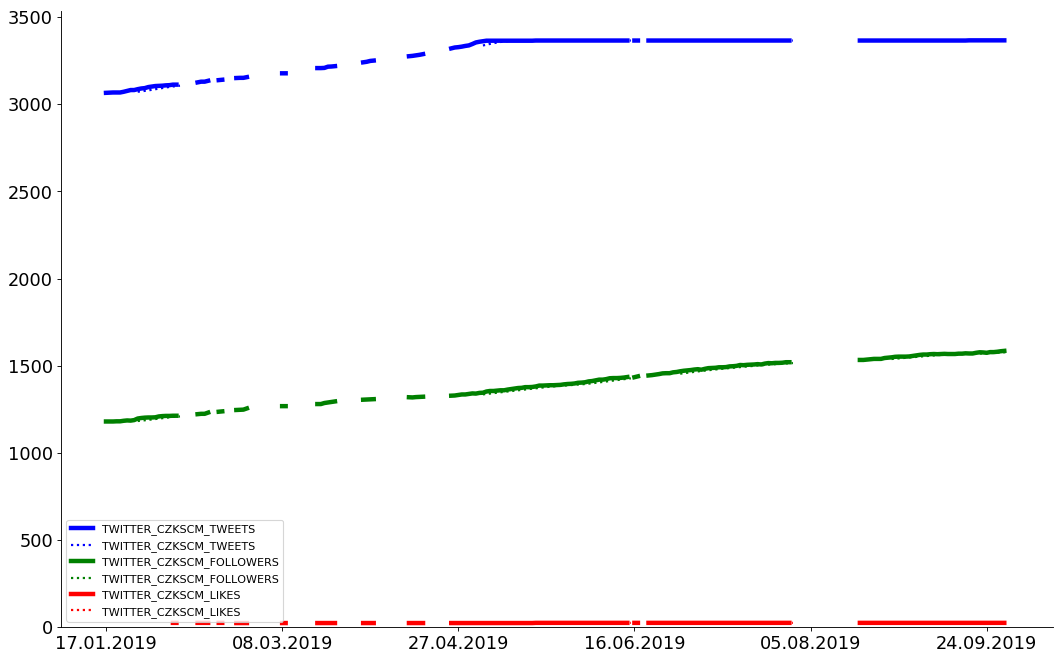 3500
3000
2500
2000
1500
1000
500
0
TWITTER_CZKSCM_TWEETS
TWITTER_CZKSCM_TWEETS
TWITTER_CZKSCM_FOLLOWERS
TWITTER_CZKSCM_FOLLOWERS
TWITTER_CZKSCM_LIKES
TWITTER_CZKSCM_LIKES
17.01.2019 08.03.2019 27.04.2019 16.06.2019 05.08.2019 24.09.2019